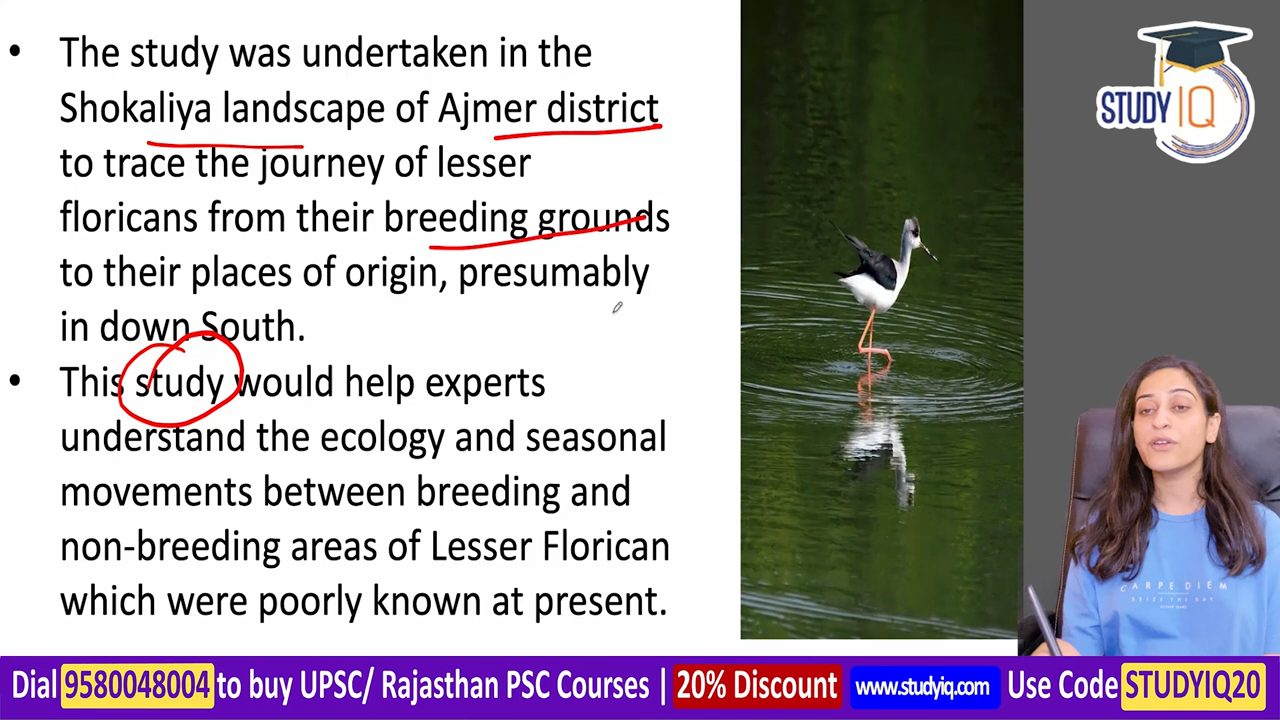 • The study was undertaken in the
Shokaliya landscape of Ajmer district
to trace the journey of lesser
floricans from their breeding grounds
to their places of origin, presumably
in down South.
• This study would help experts
understand the ecology and seasonal
movements between breeding and
non-breeding areas of Lesser Florican
which were poorly known at present.
STUDY IQ
CARPE DIEM
Dial 9580048004 to buy UPSC/ Rajasthan PSC Courses | 20% Discount www.studyiq.com Use Code STUDYIQ20